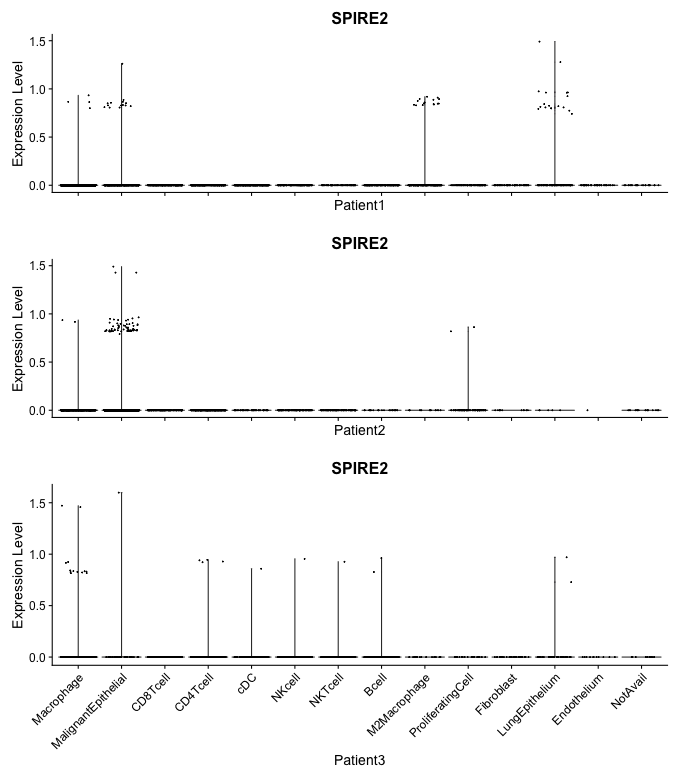 SPIRE2
1.5
1.0
0.5
0.0
Expression Level
Patient1
SPIRE2
1.5
1.0
0.5
0.0
Expression Level
Patient2
SPIRE2
1.5
1.0
0.5
0.0
Expression Level
Macrophage
MalignantEpithelial
CD8Tcell
CD4Tcell
cDC
NKcell
NKTcell
Bcell
M2Macrophage
ProliferatingCell
Fibroblast
LungEpithelium
Endothelium
NotAvail
Patient3